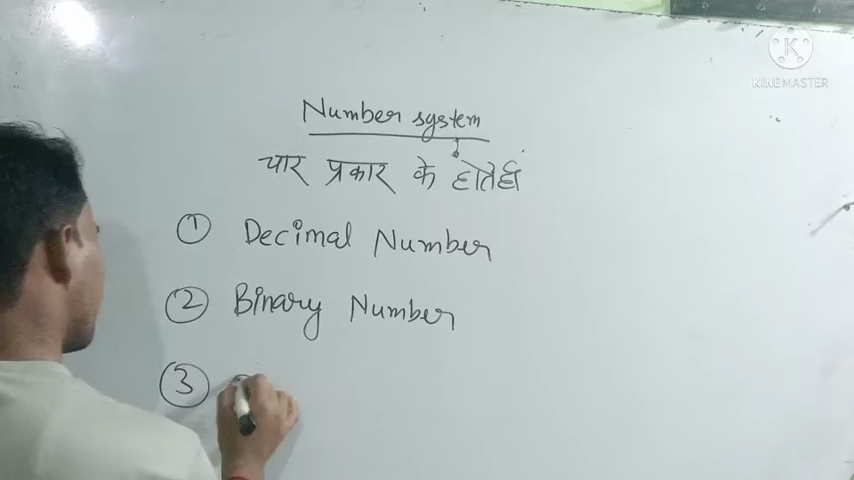 KINEMASTER
Number system
चार प्रकार के होतेहैं
① Decimal Number
② Binary Number
③